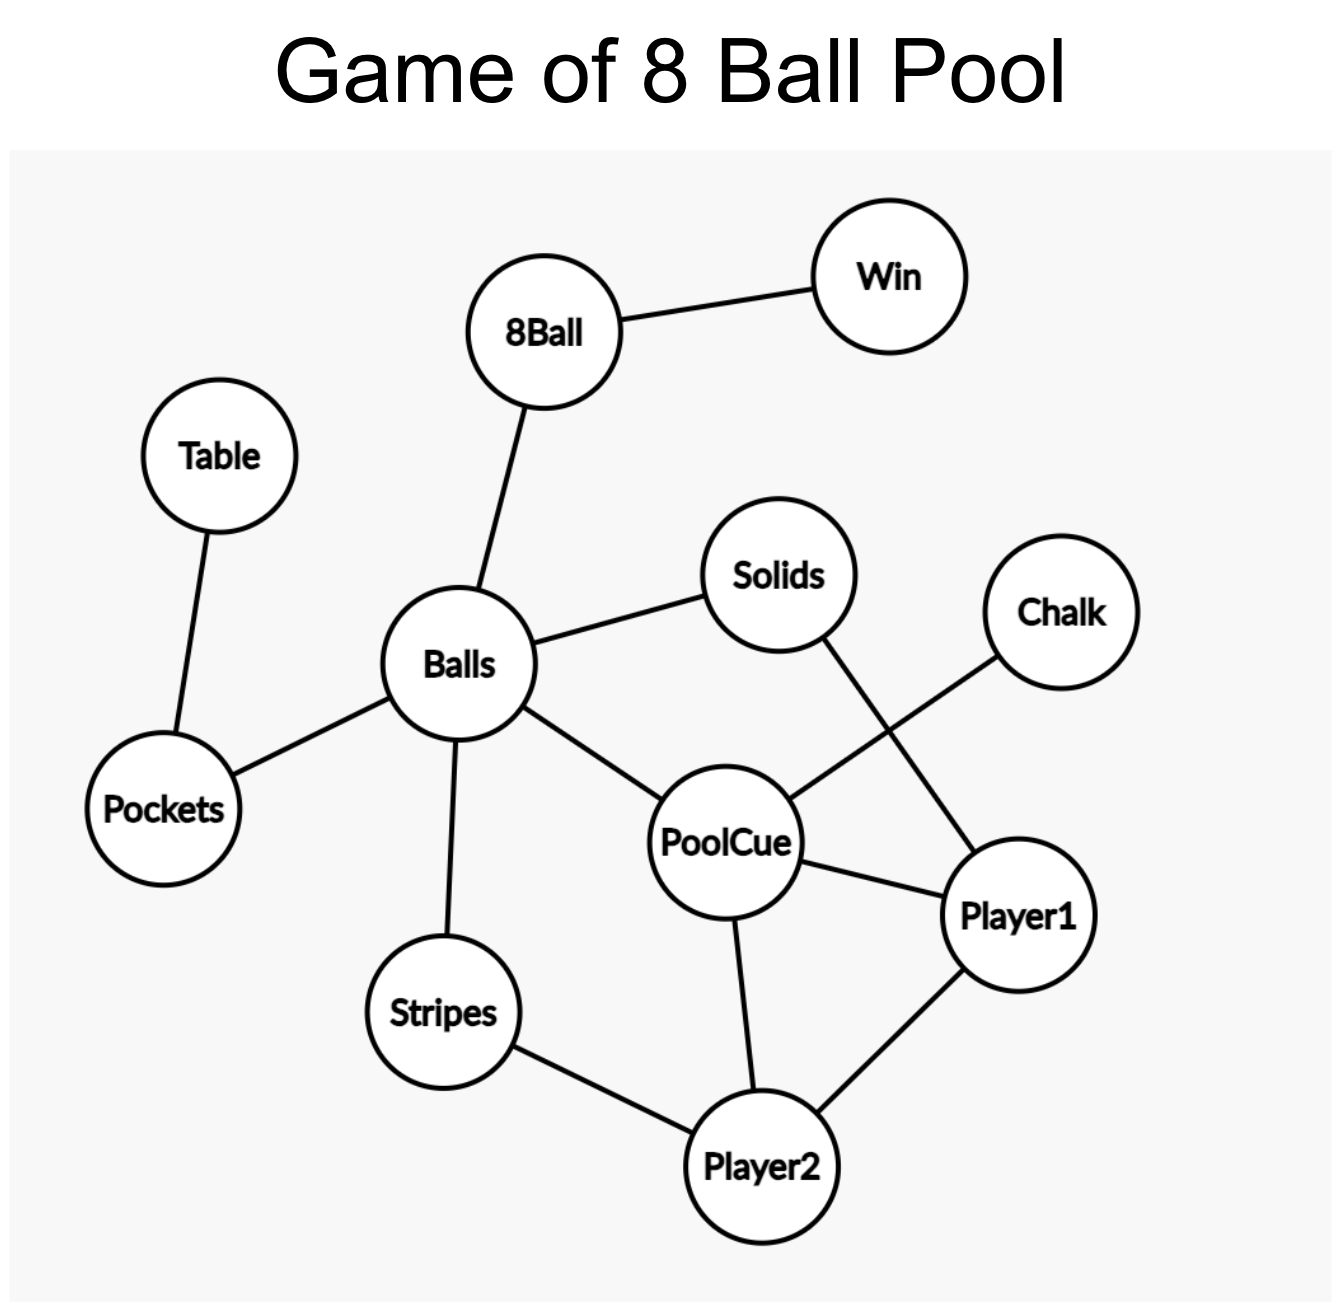 Game of 8 Ball Pool
Win
8Ball
Table
Solids
Chalk
Balls
Pockets
PoolCue
Player1
Stripes
Player2